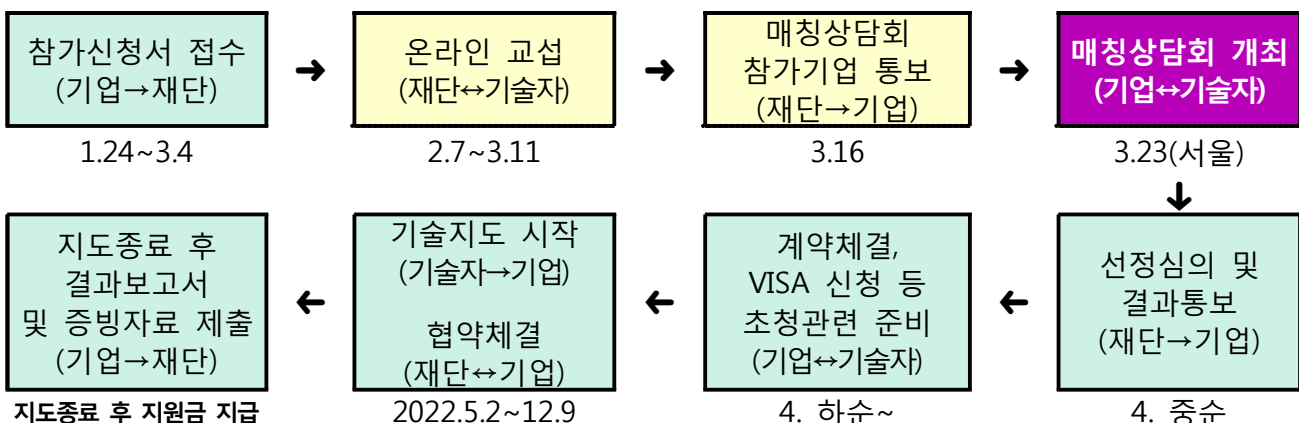 참가신청서 접수
(기업→재단)
➔
온라인 교섭
(재단↔기술자)
➔
매칭상담회
참가기업 통보
(재단→기업)
➔
매칭상담회 개최
(기업↔기술자)
1.24~3.4
2.7~3.11
3.16
3.23(서울)
↓
선정심의 및
결과통보
(재단→기업)
4. 중순
←
계약체결,
VISA 신청 등
초청관련 준비
(기업↔기술자)
4. 하순~
←
기술지도 시작
(기술자→기업)
협약체결
(재단↔기업)
2022.5.2~12.9
←
지도종료 후
결과보고서
및 증빙자료 제출
(기업→재단)
지도종료 후 지원금 지급